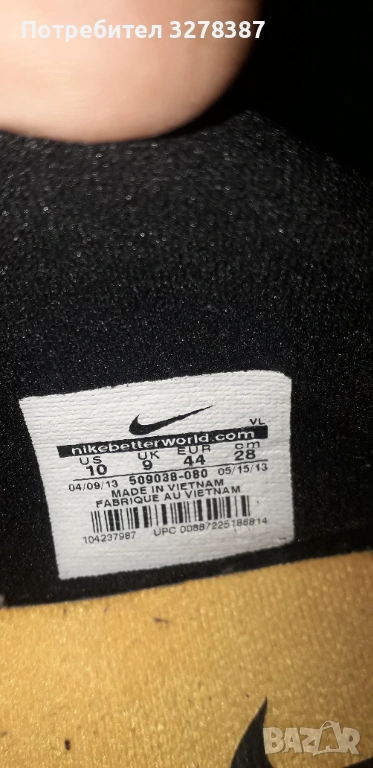 Потребител 3278387
VL
nikebetterworld.com
US UK EUR cm
10 9 44 28
04/09/13 509038-080 05/15/13
MADE IN VIETNAM
FABRIQUE AU VIETNAM
104237987 UPC 00887225186814
BAZAR